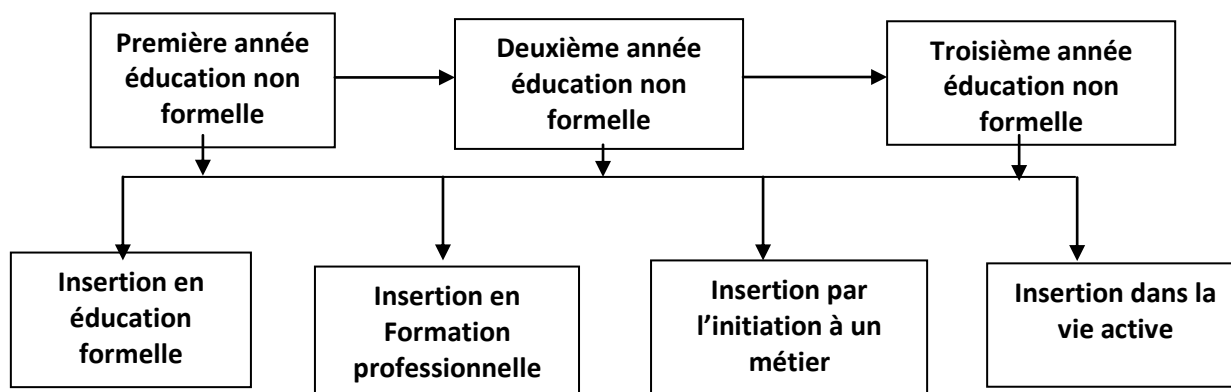 Première année
éducation non
formelle
Deuxième année
éducation non
formelle
Troisième année
éducation non
formelle
Insertion en
éducation
formelle
Insertion en
Formation
professionnelle
Insertion par
l’initiation à un
métier
Insertion dans la
vie active